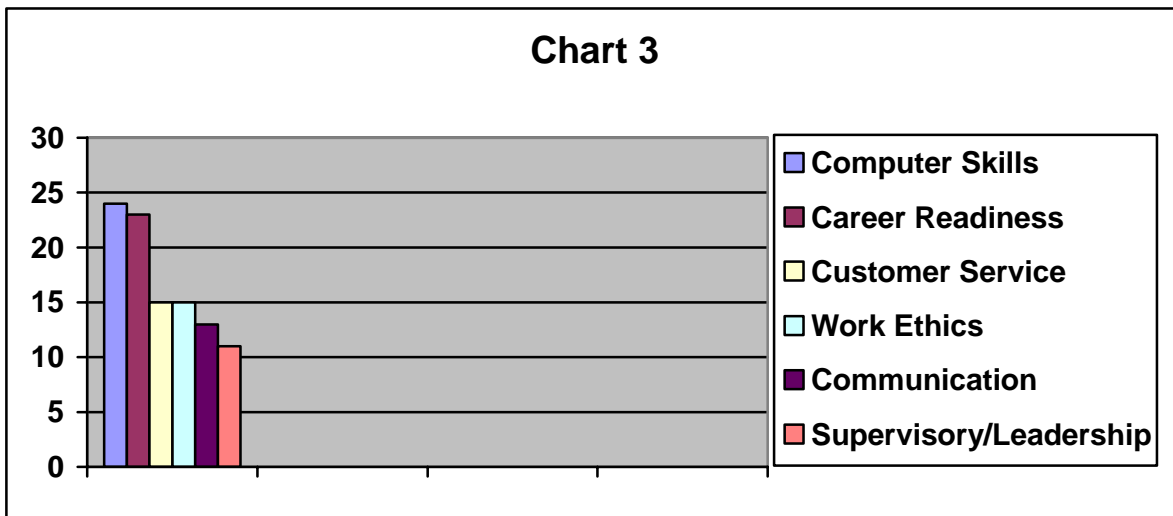 Chart 3
30
25
20
15
10
5
0
Computer Skills
Career Readiness
Customer Service
Work Ethics
Communication
Supervisory/Leadership